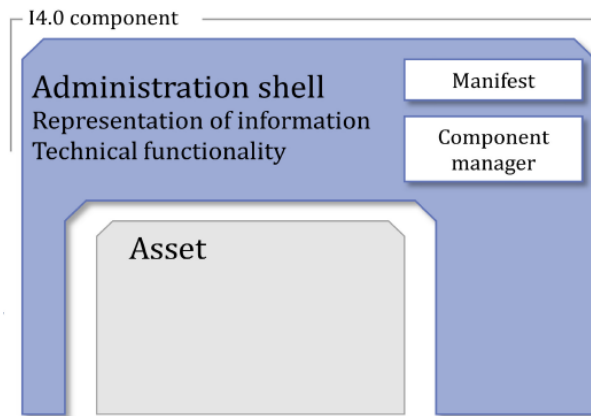 I4.0 component
Administration shell
Representation of information
Technical functionality
Manifest
Component
manager
Asset